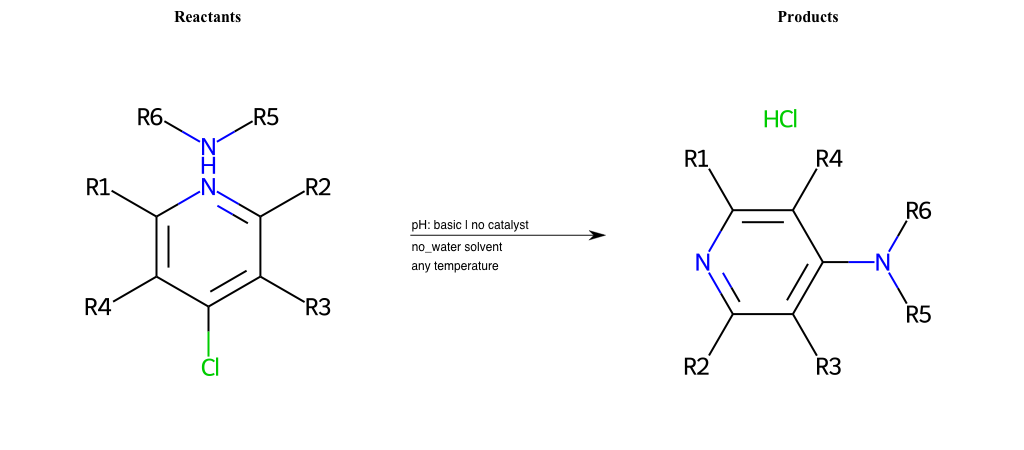 Reactants
Products
R6
R5
N
H
R1
N
R2
R4
R3
Cl
pH: basic | no catalyst
no_water solvent
any temperature
HCl
R1
R4
R6
N
N
R5
R2
R3